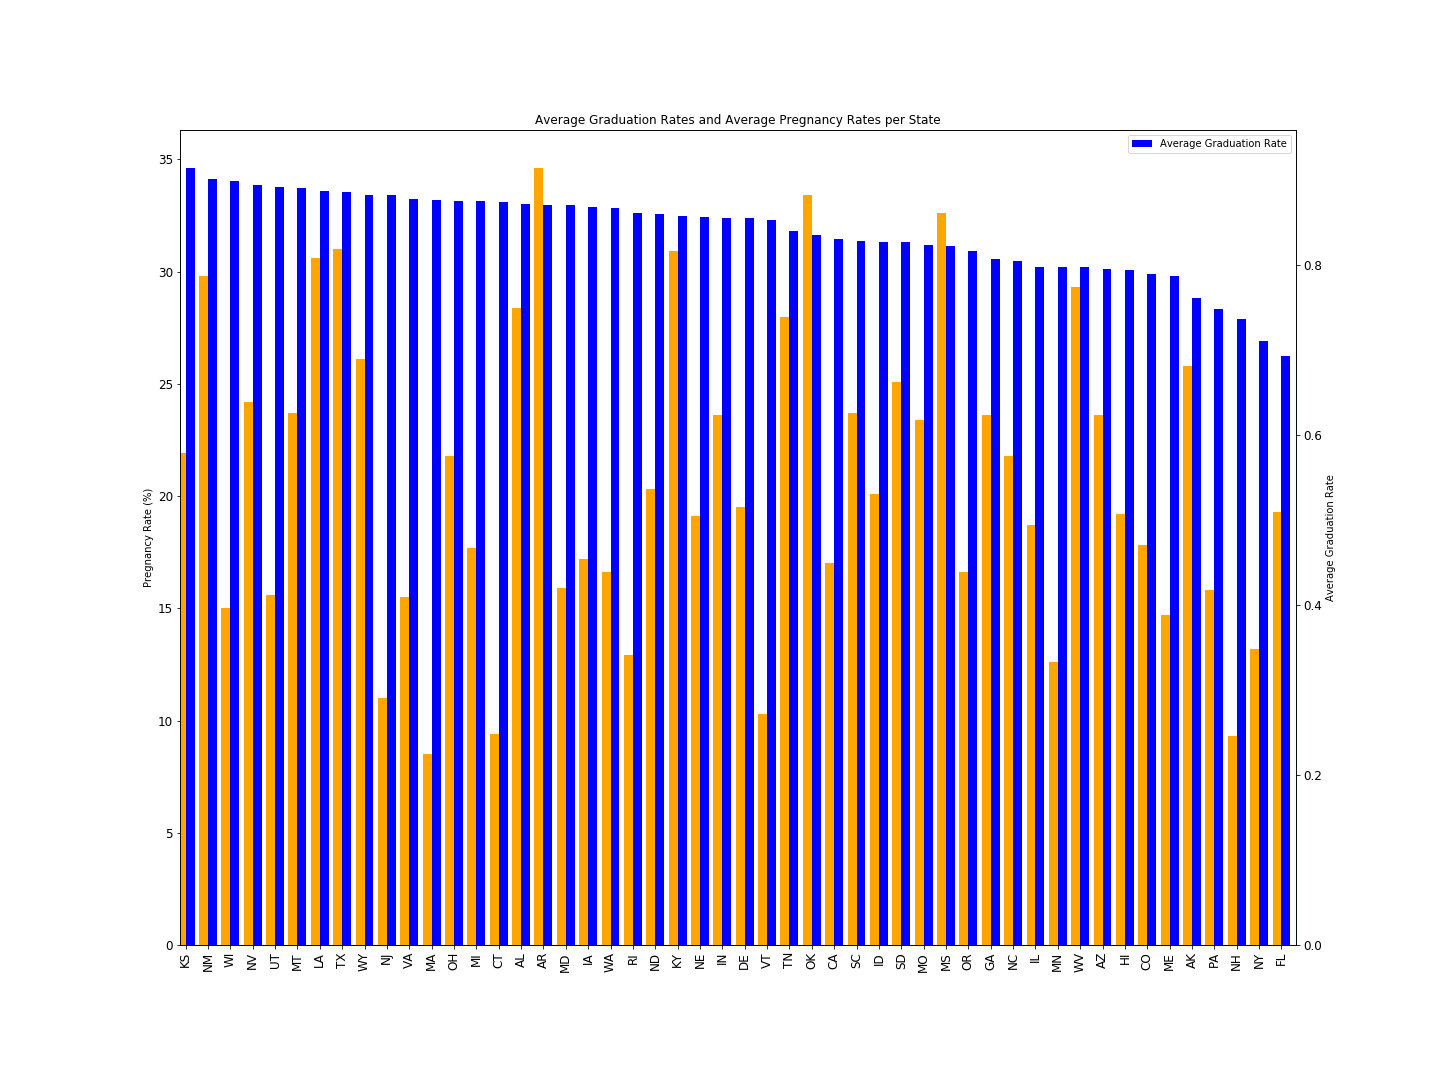 Average Graduation Rates and Average Pregnancy Rates per State
Average Graduation Rate
35
30
25
20
15
10
5
0
Pregnancy Rate (%)
0.8
0.6
0.4
0.2
0.0
Average Graduation Rate
KS NM WI NV UT MT LA TX WY NJ VA MA OH MI CT AL AR MD IA WA RI ND KY NE IN DE VT TN OK CA SC ID SD MO MS OR GA NC IL MN WV AZ HI CO ME AK PA NH NY FL